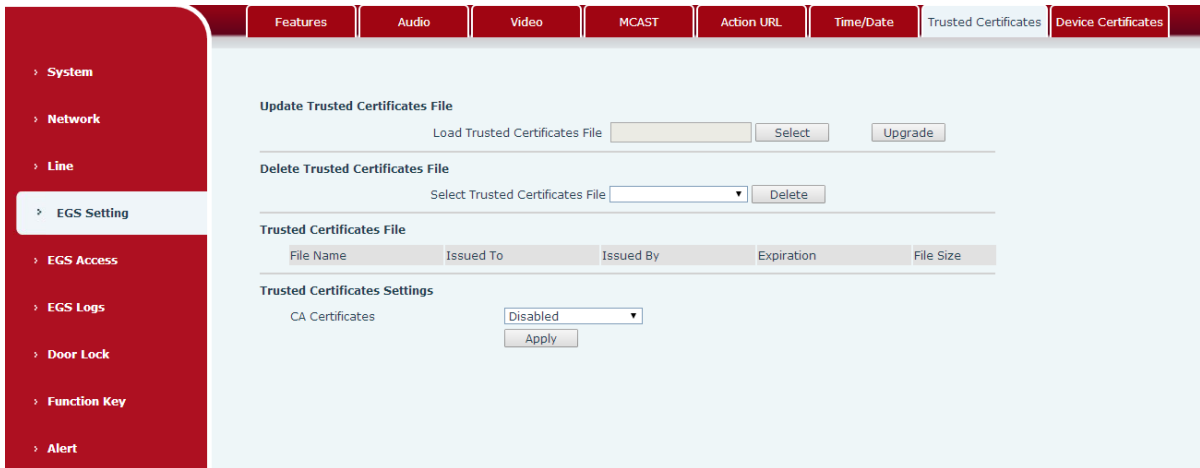 Features Audio Video MCAST Action URL Time/Date Trusted Certificates Device Certificates
› System
› Network
› Line
› EGS Setting
› EGS Access
› EGS Logs
› Door Lock
› Function Key
› Alert
Update Trusted Certificates File
Load Trusted Certificates File Select Upgrade
Delete Trusted Certificates File
Select Trusted Certificates File Delete
Trusted Certificates File
File Name Issued To Issued By Expiration File Size
Trusted Certificates Settings
CA Certificates Disabled
Apply